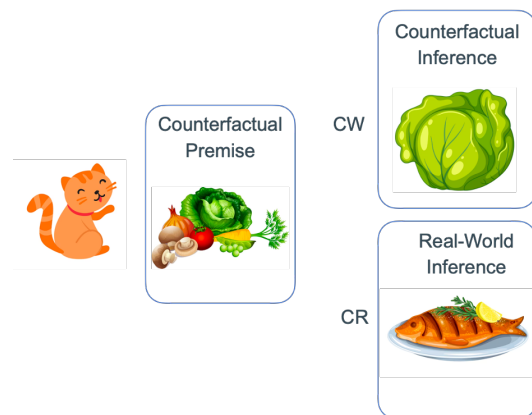 Counterfactual
Premise
CW
Counterfactual
Inference
CR
Real-World
Inference